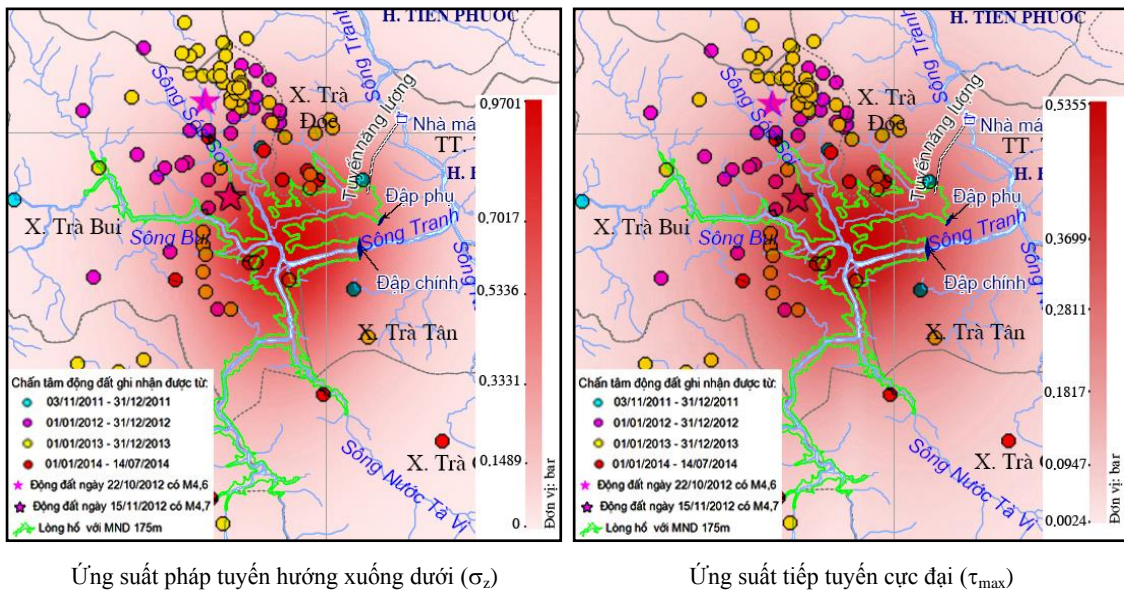 H. TIÊN PHƯỚC
Sông Tranh
X. Trà
Đốc
Tuyến năng lượng
Nhà má
TT. T
H. B
Đập phụ
X. Trà Bui
Sông Bui
Sông Tranh
Đập chính
X. Trà Tân
X. Trà
Sông Nước Tà Vi
Chấn tâm động đất ghi nhận được từ:
03/11/2011 - 31/12/2011
01/01/2012 - 31/12/2012
01/01/2013 - 31/12/2013
01/01/2014 - 14/07/2014
Động đất ngày 22/10/2012 có M4,6
Động đất ngày 15/11/2012 có M4,7
Lòng hồ với MND 175m
0,9701
0,7017
0,5336
0,3331
0,1489
0
Đơn vị: bar
Ứng suất pháp tuyến hướng xuống dưới (σz)
H. TIÊN PHƯỚC
Sông Tranh
X. Trà
Đốc
Tuyến năng lượng
Nhà má
TT. T
Đập phụ
X. Trà Bui
Sông Bui
Sông Tranh
Đập chính
X. Trà Tân
X. Trà
Sông Nước Tà Vi
Chấn tâm động đất ghi nhận được từ:
03/11/2011 - 31/12/2011
01/01/2012 - 31/12/2012
01/01/2013 - 31/12/2013
01/01/2014 - 14/07/2014
Động đất ngày 22/10/2012 có M4,6
Động đất ngày 15/11/2012 có M4,7
Lòng hồ với MND 175m
0,5355
0,3699
0,2811
0,1817
0,0947
0,0024
Đơn vị: bar
Ứng suất tiếp tuyến cực đại (τmax)